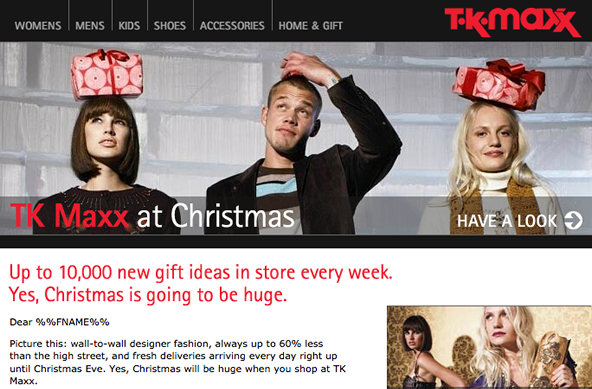 WOMENS MENS KIDS SHOES ACCESSORIES HOME & GIFT
T·K·maxx
TK Maxx at Christmas
HAVE A LOOK
Up to 10,000 new gift ideas in store every week.
Yes, Christmas is going to be huge.
Dear %%FNAME%%
Picture this: wall-to-wall designer fashion, always up to 60% less
than the high street, and fresh deliveries arriving every day right up
until Christmas Eve. Yes, Christmas will be huge when you shop at TK
Maxx.